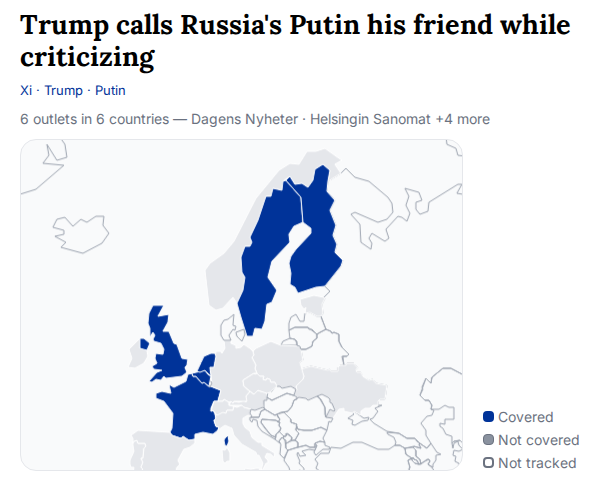 Trump calls Russia's Putin his friend while
criticizing
Xi · Trump · Putin
6 outlets in 6 countries — Dagens Nyheter · Helsingin Sanomat +4 more
Covered
Not covered
Not tracked